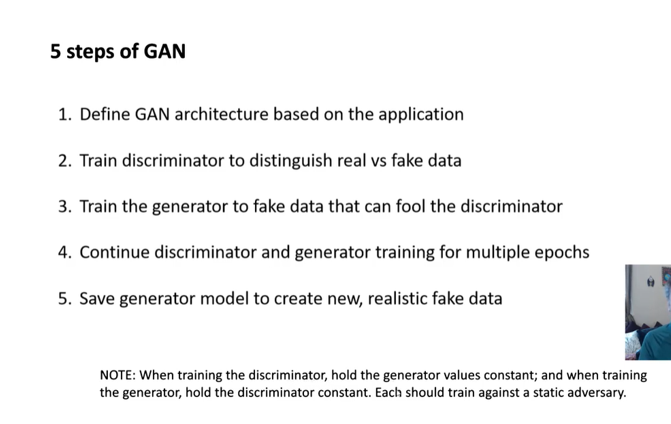 5 steps of GAN
1. Define GAN architecture based on the application
2. Train discriminator to distinguish real vs fake data
3. Train the generator to fake data that can fool the discriminator
4. Continue discriminator and generator training for multiple epochs
5. Save generator model to create new, realistic fake data
NOTE: When training the discriminator, hold the generator values constant; and when training
the generator, hold the discriminator constant. Each should train against a static adversary.